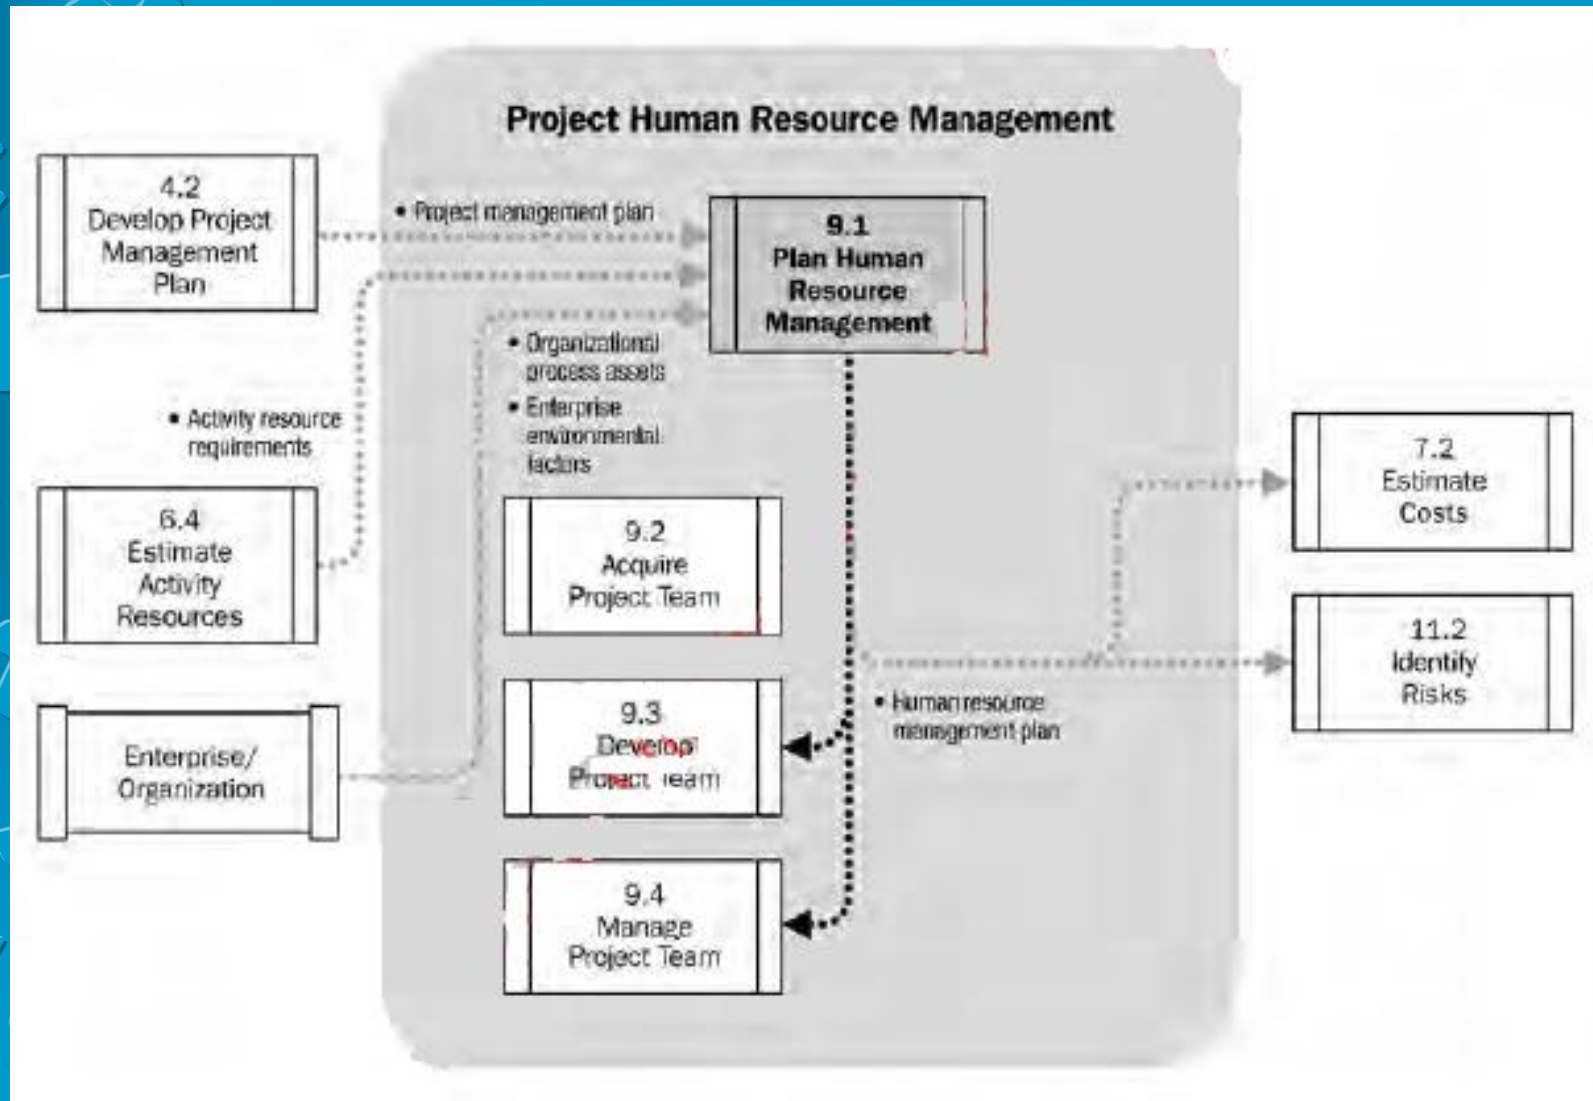 Project Human Resource Management
4.2
Develop Project
Management
Plan
• Project management plan
9.1
Plan Human
Resource
Management
• Organizational
process assets
• Enterprise
environmental
factors
• Activity resource
requirements
6.4
Estimate
Activity
Resources
9.2
Acquire
Project Team
7.2
Estimate
Costs
11.2
Identify
Risks
• Human resource
management plan
9.3
Develop
Project Team
Enterprise/
Organization
9.4
Manage
Project Team